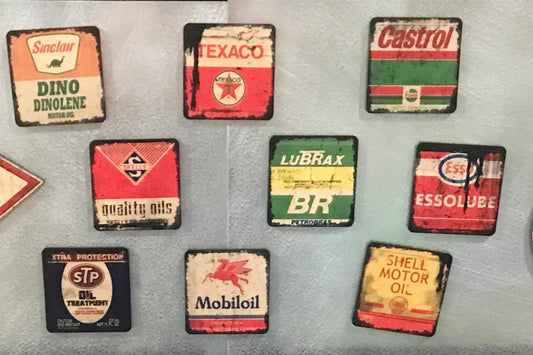 Sinclair
DINO
DINOLENE
MOTOR OIL
TEXACO
TEXACO
T
Castrol
S
quality oils
LUBRAX
BR
PETROBRAS
Esso
ESSOLUBE
XTRA PROTECTION
STP
OIL
TREATMENT
Mobiloil
SHELL
MOTOR
OIL